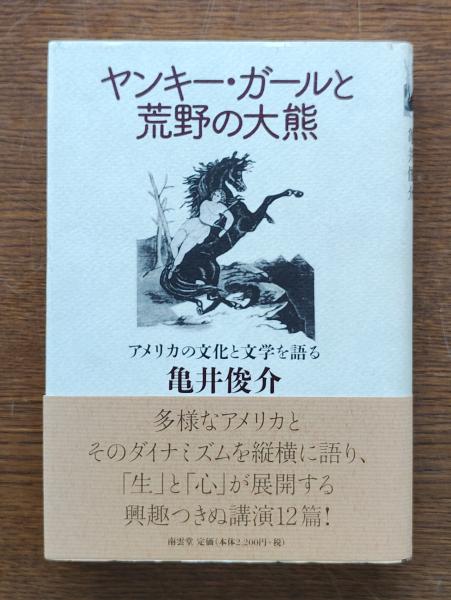 ヤンキー・ガールと
荒野の大熊
アメリカの文化と文学を語る
亀井俊介
多様なアメリカと
そのダイナミズムを縦横に語り、
「生」と「心」が展開する
興趣つきぬ講演12篇!
南雲堂 定価(本体2,200円+税)